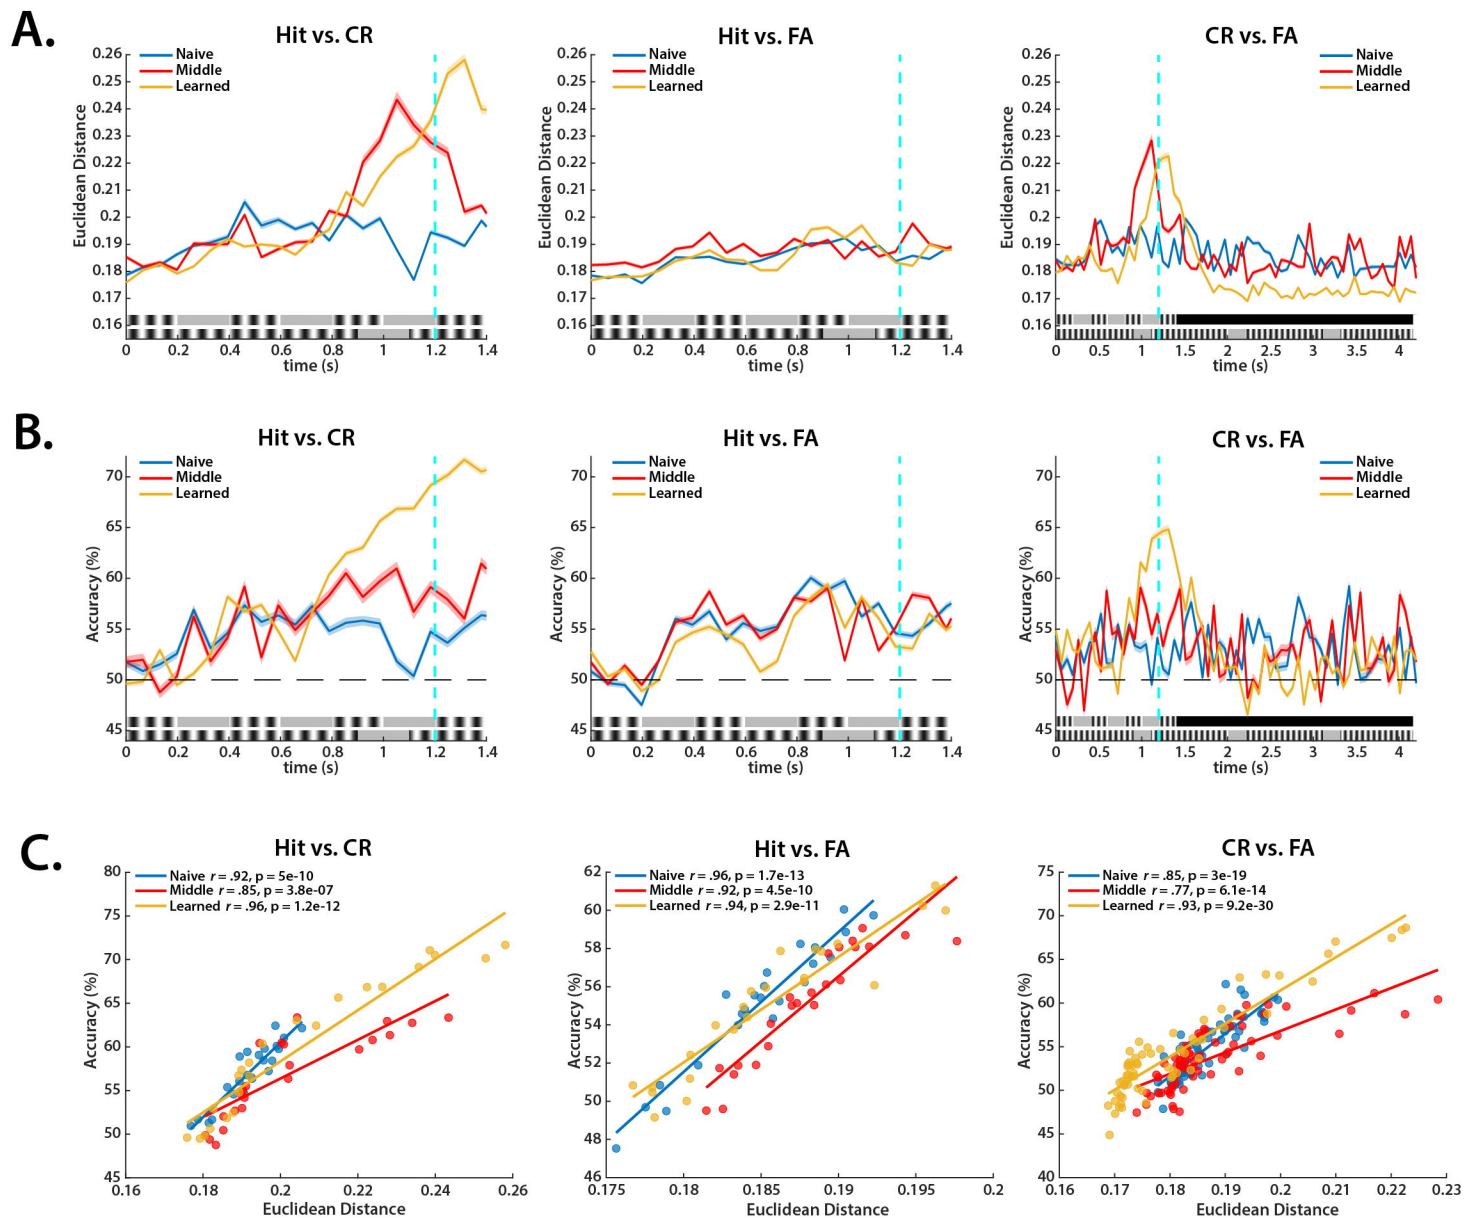 A.
Hit vs. CR
Naive
Middle
Learned
Euclidean Distance
0.26
0.25
0.24
0.23
0.22
0.21
0.2
0.19
0.18
0.17
0.16
0 0.2 0.4 0.6 0.8 1 1.2 1.4
time (s)
Hit vs. FA
Naive
Middle
Learned
Euclidean Distance
0.26
0.25
0.24
0.23
0.22
0.21
0.2
0.19
0.18
0.17
0.16
0 0.2 0.4 0.6 0.8 1 1.2 1.4
time (s)
CR vs. FA
Naive
Middle
Learned
Euclidean Distance
0.26
0.25
0.24
0.23
0.22
0.21
0.2
0.19
0.18
0.17
0.16
0 0.5 1 1.5 2 2.5 3 3.5 4
time (s)
B.
Hit vs. CR
Naive
Middle
Learned
Accuracy (%)
70
65
60
55
50
45
0 0.2 0.4 0.6 0.8 1 1.2 1.4
time (s)
Hit vs. FA
Naive
Middle
Learned
Accuracy (%)
70
65
60
55
50
45
0 0.2 0.4 0.6 0.8 1 1.2 1.4
time (s)
CR vs. FA
Naive
Middle
Learned
Accuracy (%)
70
65
60
55
50
45
0 0.5 1 1.5 2 2.5 3 3.5 4
time (s)
C.
Hit vs. CR
Naive r = .92, p = 5e-10
Middle r = .85, p = 3.8e-07
Learned r = .96, p = 1.2e-12
Accuracy (%)
80
75
70
65
60
55
50
45
0.16 0.18 0.2 0.22 0.24 0.26
Euclidean Distance
Hit vs. FA
Naive r = .96, p = 1.7e-13
Middle r = .92, p = 4.5e-10
Learned r = .94, p = 2.9e-11
Accuracy (%)
62
60
58
56
54
52
50
48
46
0.175 0.18 0.185 0.19 0.195 0.2
Euclidean Distance
CR vs. FA
Naive r = .85, p = 3e-19
Middle r = .77, p = 6.1e-14
Learned r = .93, p = 9.2e-30
Accuracy (%)
75
70
65
60
55
50
45
40
0.16 0.17 0.18 0.19 0.2 0.21 0.22 0.23
Euclidean Distance